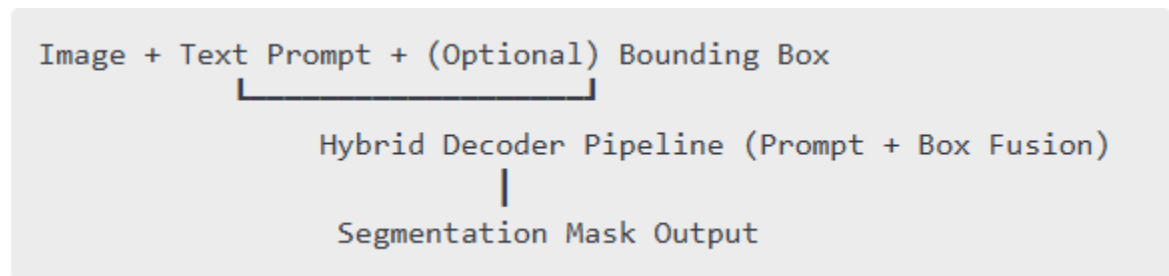 Image + Text Prompt + (Optional) Bounding Box
Hybrid Decoder Pipeline (Prompt + Box Fusion)
Segmentation Mask Output